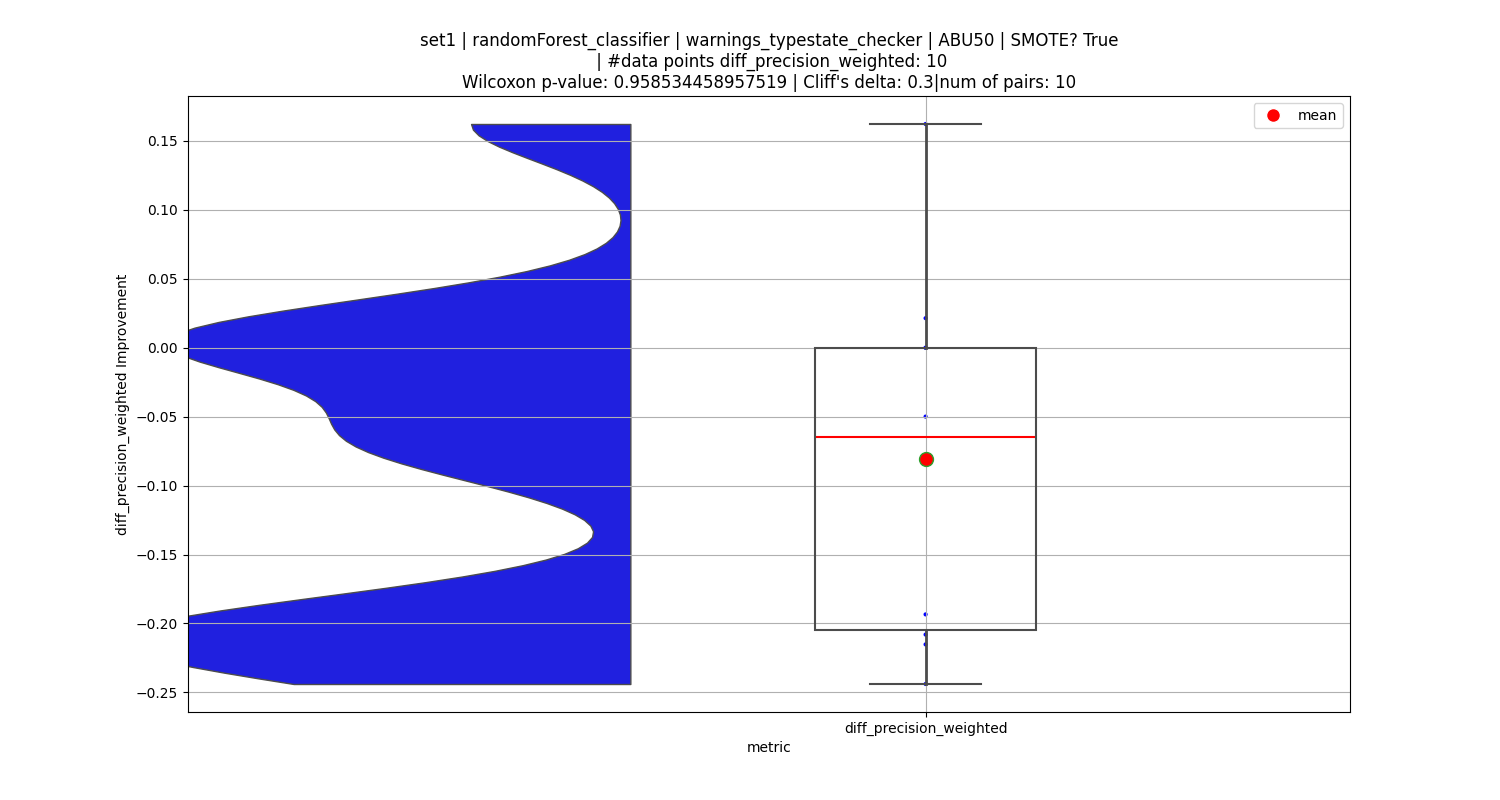 set1 | randomForest_classifier | warnings_typestate_checker | ABU50 | SMOTE? True
| #data points diff_precision_weighted: 10
Wilcoxon p-value: 0.958534458957519 | Cliff's delta: 0.3|num of pairs: 10
mean
0.15
0.10
0.05
0.00
−0.05
−0.10
−0.15
−0.20
−0.25
diff_precision_weighted Improvement
diff_precision_weighted
metric